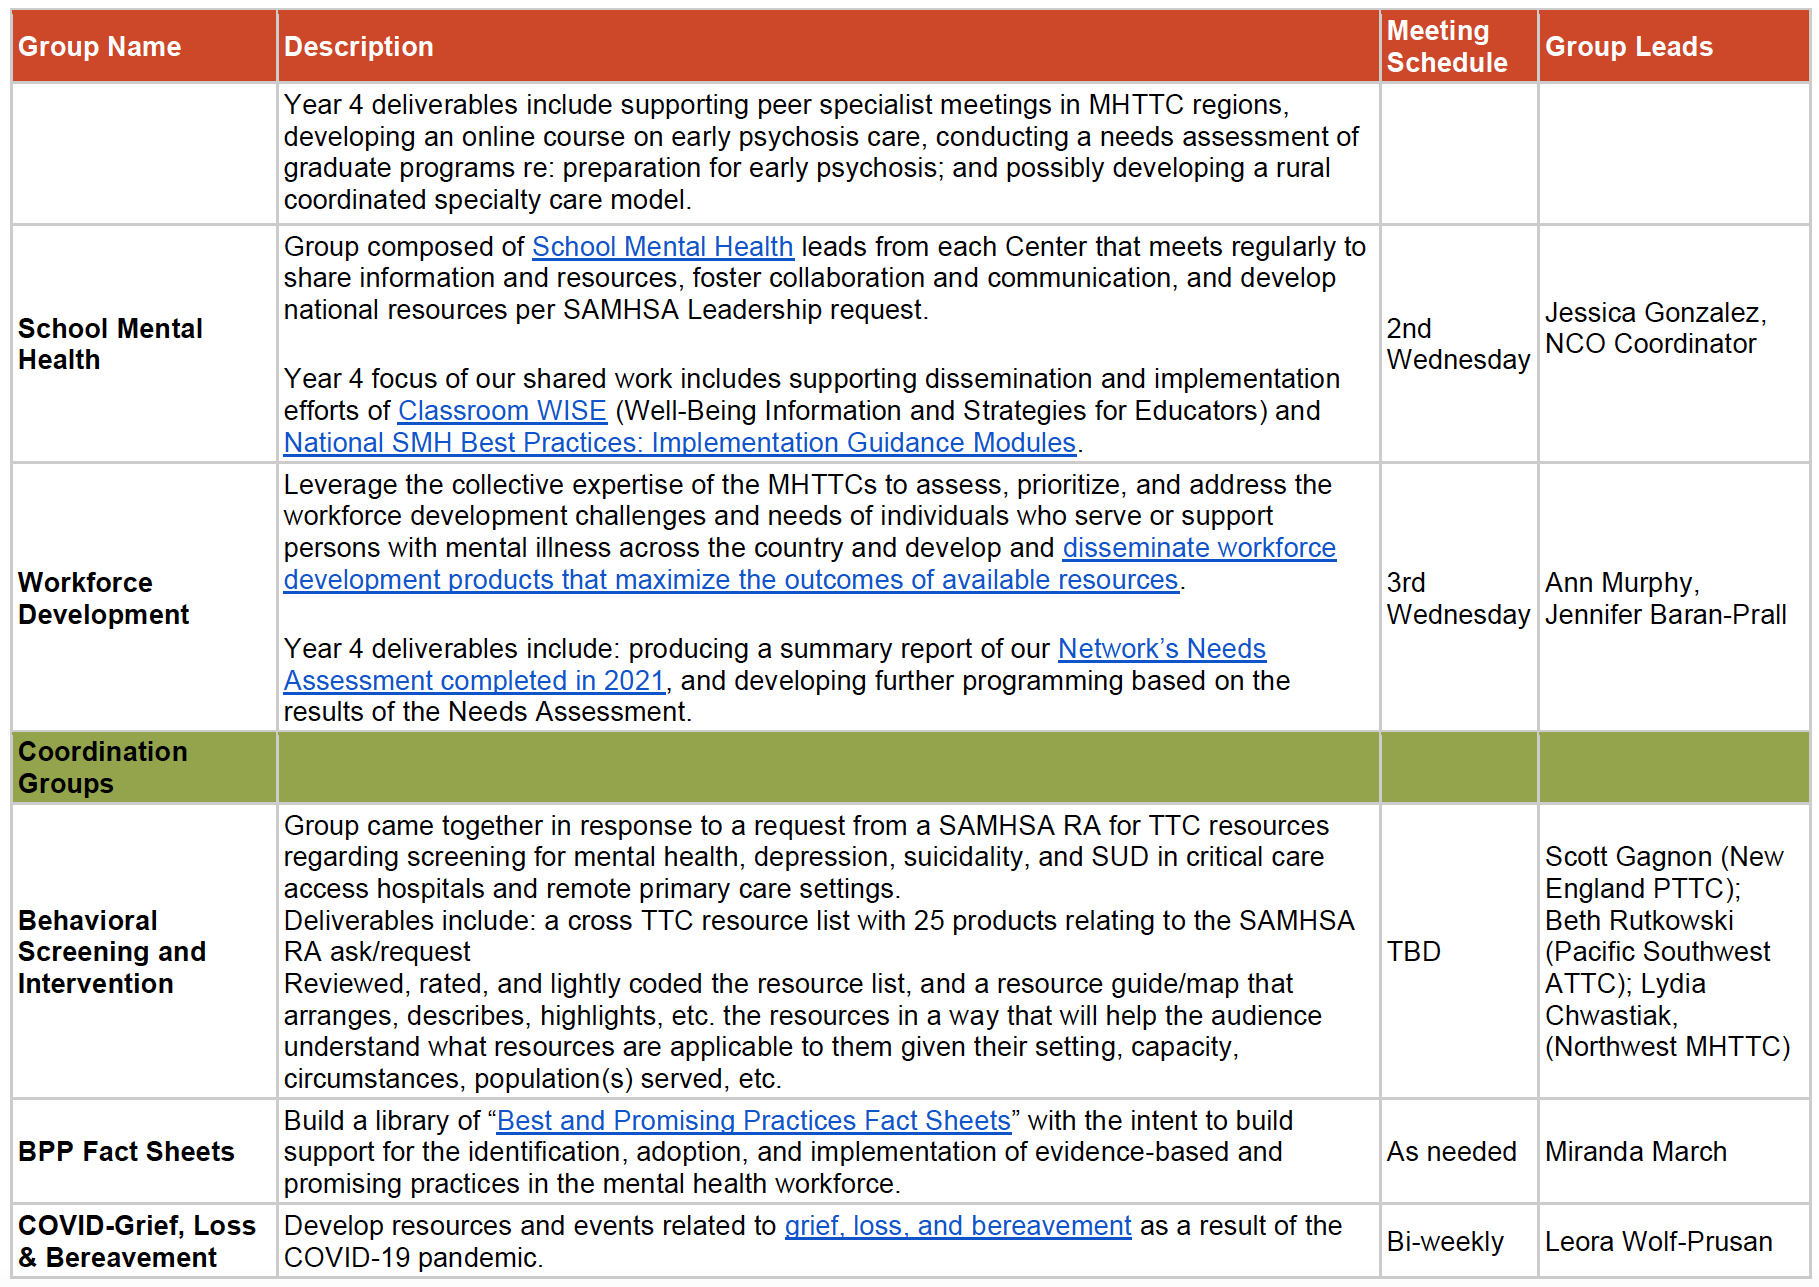 Group Name
Description
Meeting
Schedule
Group Leads
Year 4 deliverables include supporting peer specialist meetings in MHTTC regions,
developing an online course on early psychosis care, conducting a needs assessment of
graduate programs re: preparation for early psychosis; and possibly developing a rural
coordinated specialty care model.
School Mental
Health
Group composed of School Mental Health leads from each Center that meets regularly to
share information and resources, foster collaboration and communication, and develop
national resources per SAMHSA Leadership request.
Year 4 focus of our shared work includes supporting dissemination and implementation
efforts of Classroom WISE (Well-Being Information and Strategies for Educators) and
National SMH Best Practices: Implementation Guidance Modules.
2nd
Wednesday
Jessica Gonzalez,
NCO Coordinator
Workforce
Development
Leverage the collective expertise of the MHTTCs to assess, prioritize, and address the
workforce development challenges and needs of individuals who serve or support
persons with mental illness across the country and develop and disseminate workforce
development products that maximize the outcomes of available resources.
Year 4 deliverables include: producing a summary report of our Network’s Needs
Assessment completed in 2021, and developing further programming based on the
results of the Needs Assessment.
3rd
Wednesday
Ann Murphy,
Jennifer Baran-Prall
Coordination
Groups
Behavioral
Screening and
Intervention
Group came together in response to a request from a SAMHSA RA for TTC resources
regarding screening for mental health, depression, suicidality, and SUD in critical care
access hospitals and remote primary care settings.
Deliverables include: a cross TTC resource list with 25 products relating to the SAMHSA
RA ask/request
Reviewed, rated, and lightly coded the resource list, and a resource guide/map that
arranges, describes, highlights, etc. the resources in a way that will help the audience
understand what resources are applicable to them given their setting, capacity,
circumstances, population(s) served, etc.
TBD
Scott Gagnon (New
England PTTC);
Beth Rutkowski
(Pacific Southwest
ATTC); Lydia
Chwastiak,
(Northwest MHTTC)
BPP Fact Sheets
Build a library of “Best and Promising Practices Fact Sheets” with the intent to build
support for the identification, adoption, and implementation of evidence-based and
promising practices in the mental health workforce.
As needed
Miranda March
COVID-Grief, Loss
& Bereavement
Develop resources and events related to grief, loss, and bereavement as a result of the
COVID-19 pandemic.
Bi-weekly
Leora Wolf-Prusan